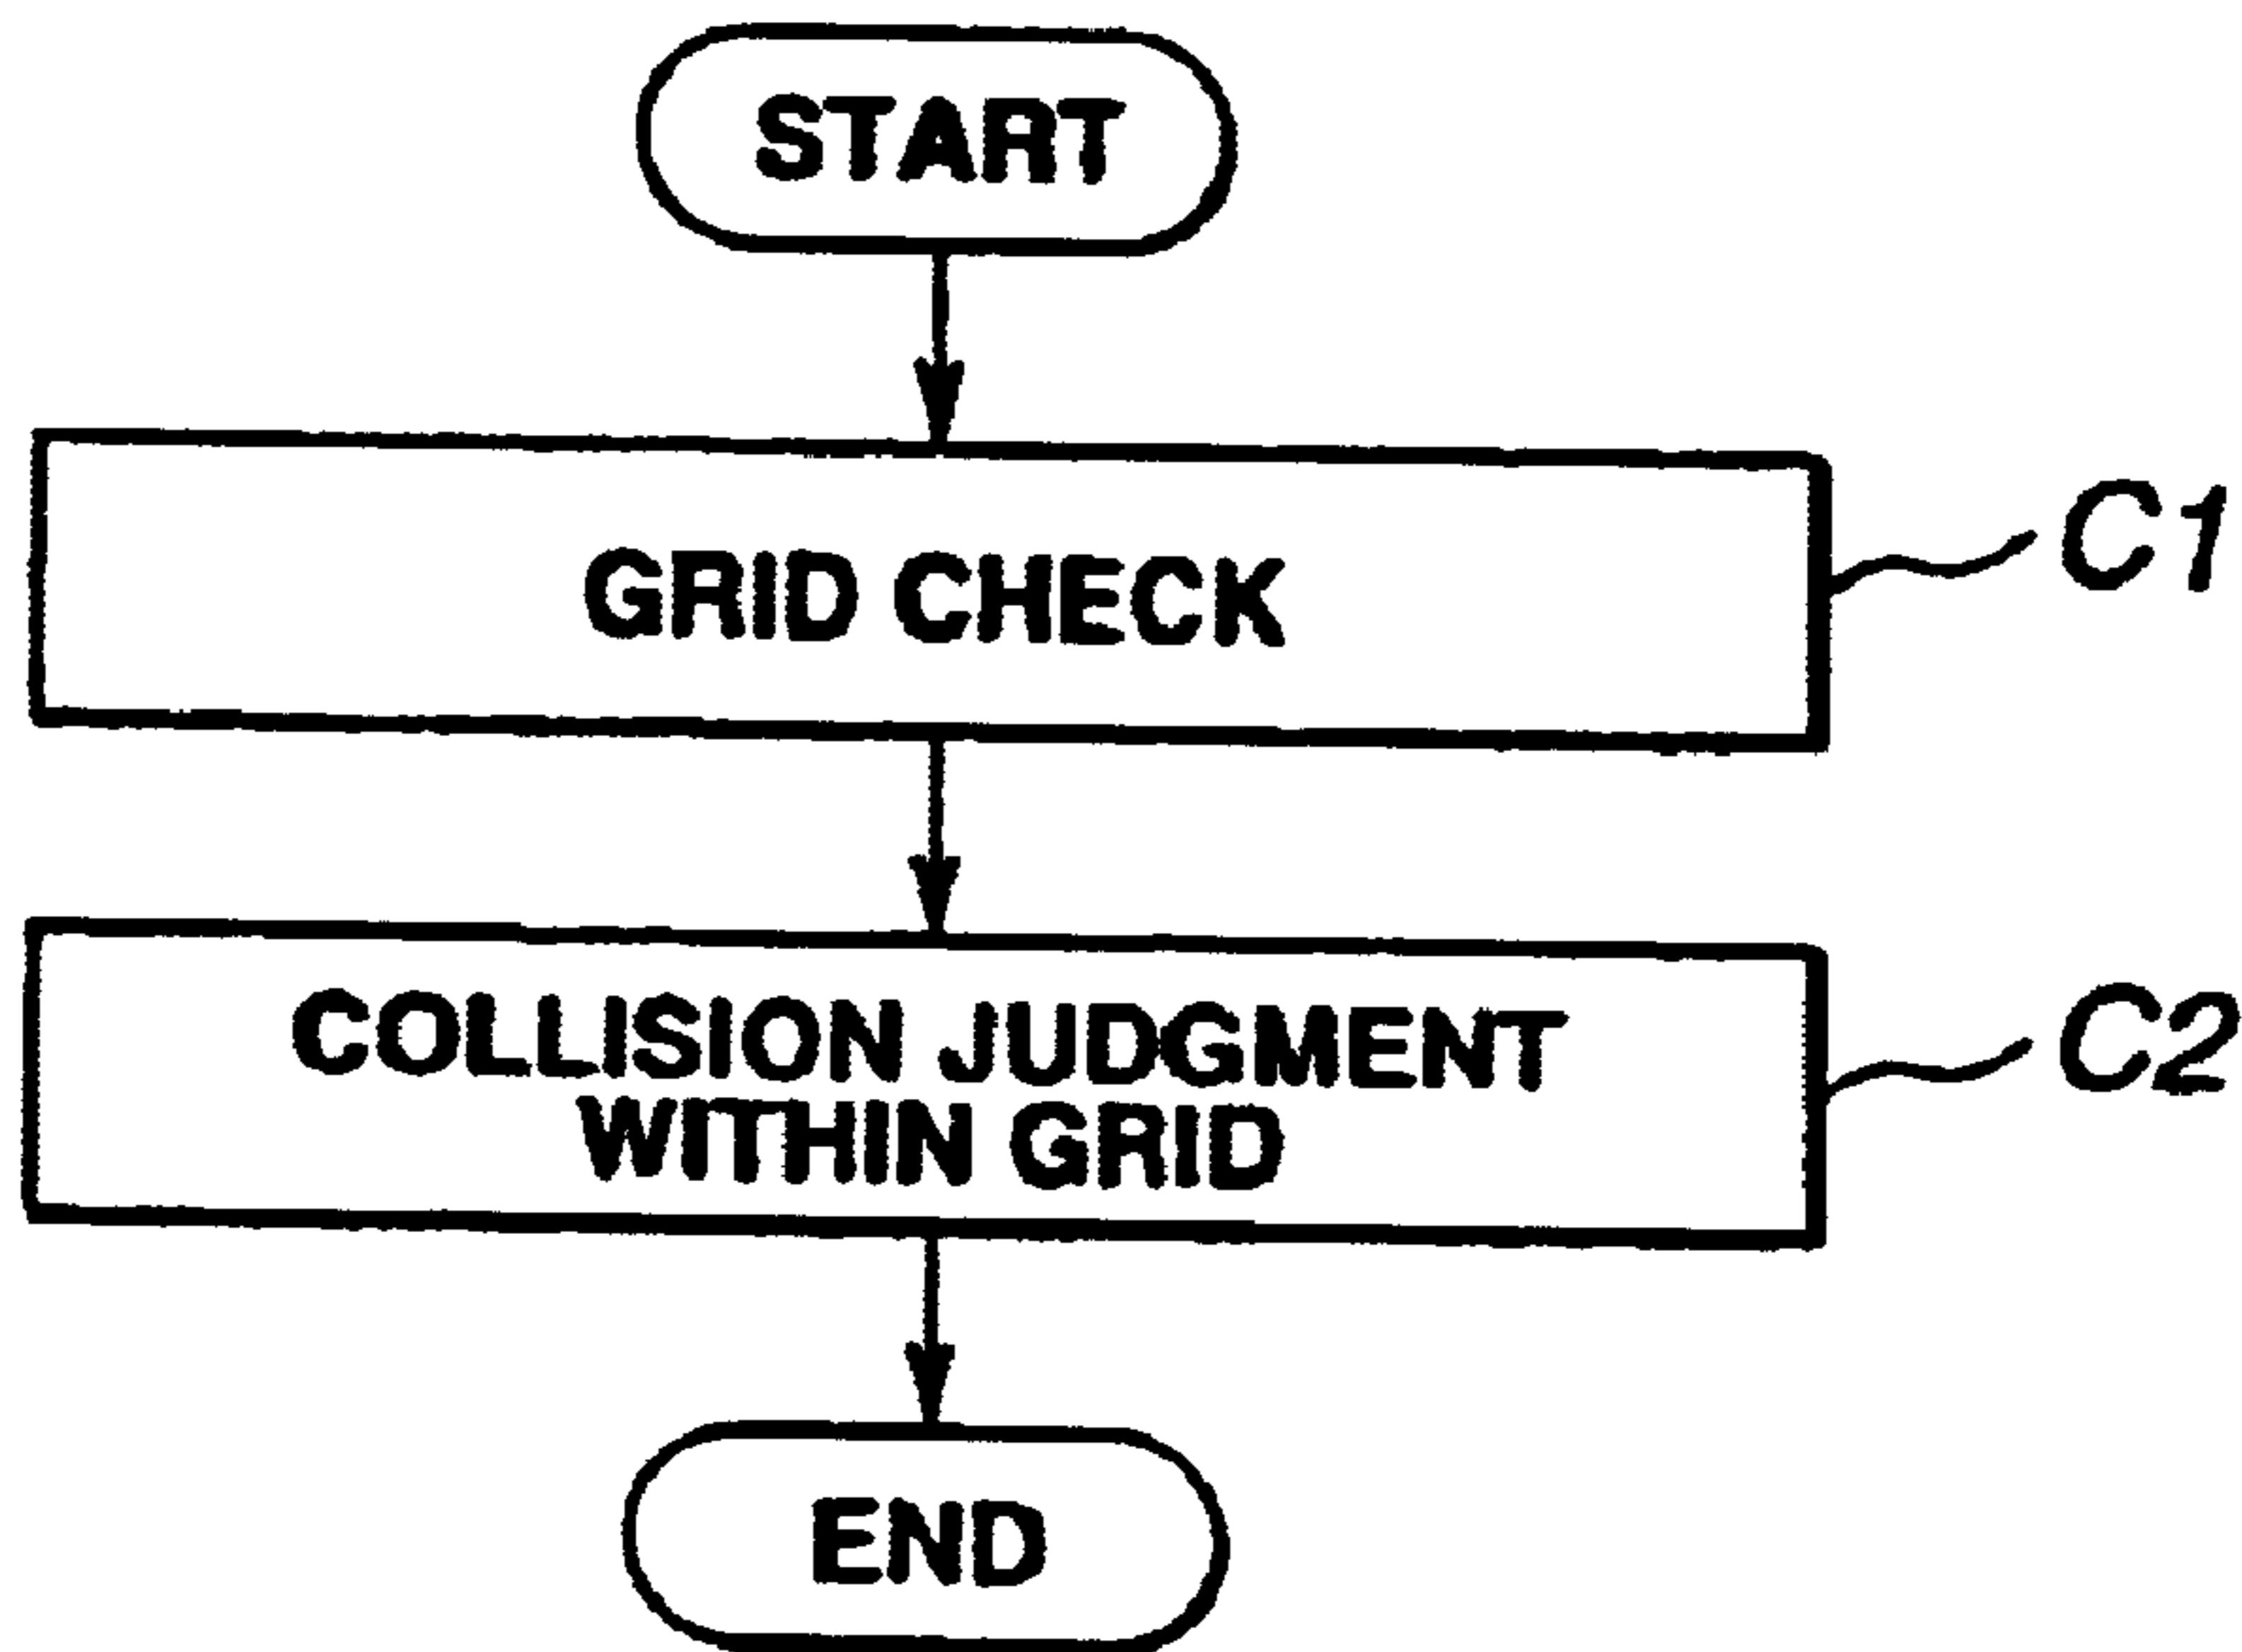 START
GRID CHECK
C1
COLLISION JUDGMENT
WITHIN GRID
C2
END